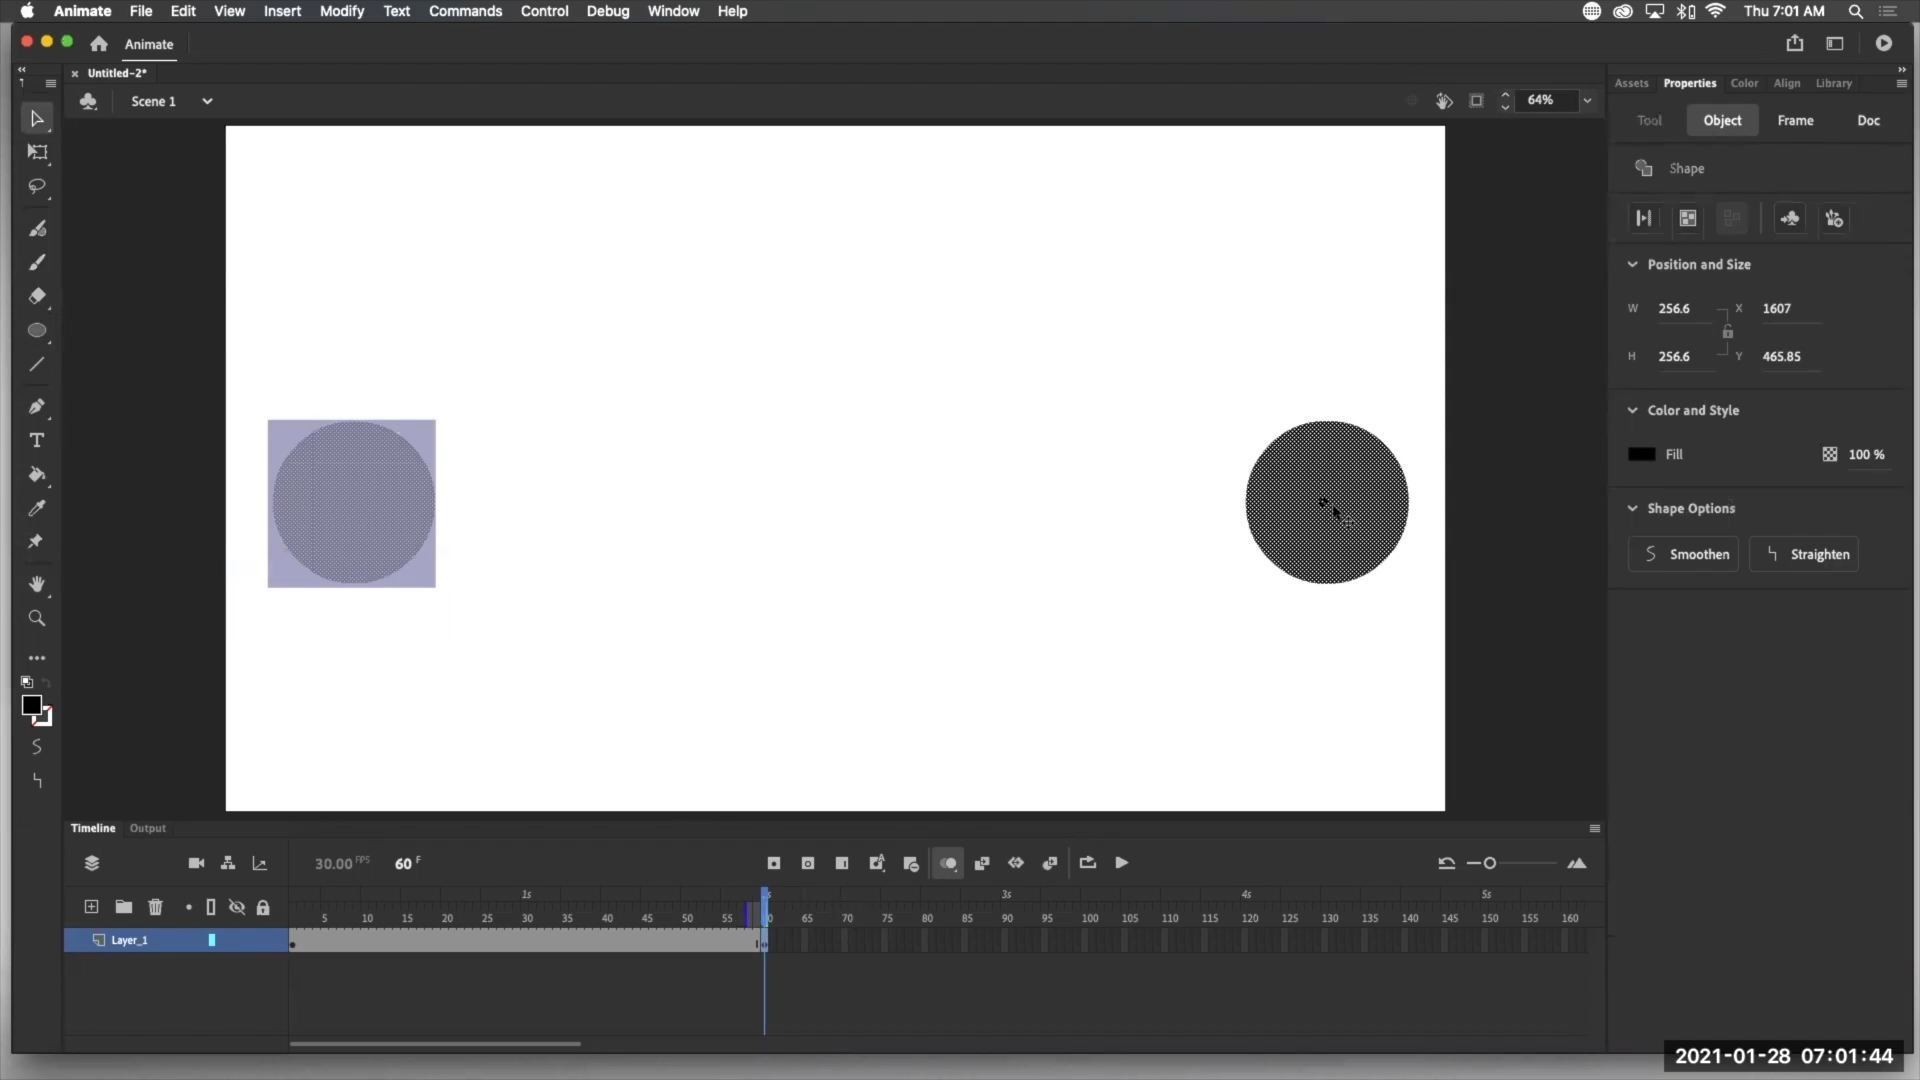 Animate File Edit View Insert Modify Text Commands Control Debug Window Help Thu 7:01 AM
Animate
Untitled-2*
Scene 1 64%
Assets Properties Color Align Library
Tool Object Frame Doc
Shape
Position and Size
W 256.6 X 1607
H 256.6 Y 465.85
Color and Style
Fill 100 %
Shape Options
Smoothen Straighten
Timeline Output
30.00 FPS 60 F
1s 3s 4s 5s
5 10 15 20 25 30 35 40 45 50 55 65 70 75 80 85 90 95 100 105 110 115 120 125 130 135 140 145 150 155 160
Layer_1
2021-01-28 07:01:44